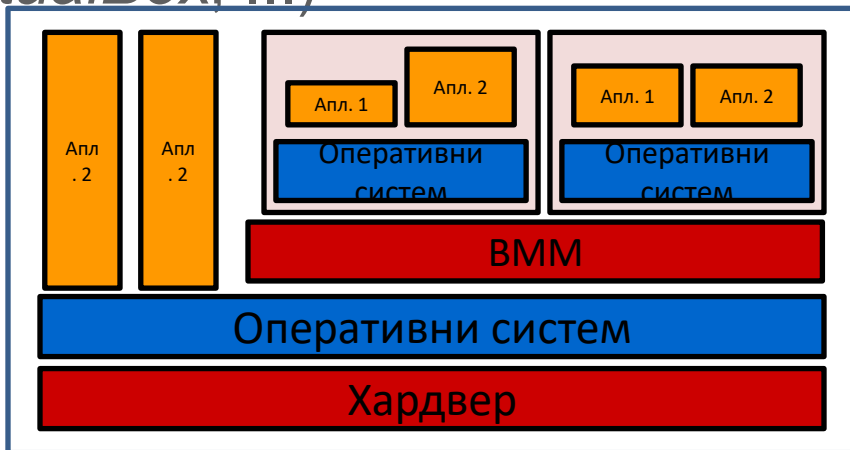 Апл. 2
Апл. 1
Апл. 1
Апл. 2
Апл
. 2
Апл
. 2
Оперативни
систем
Оперативни
систем
ВММ
Оперативни систем
Хардвер